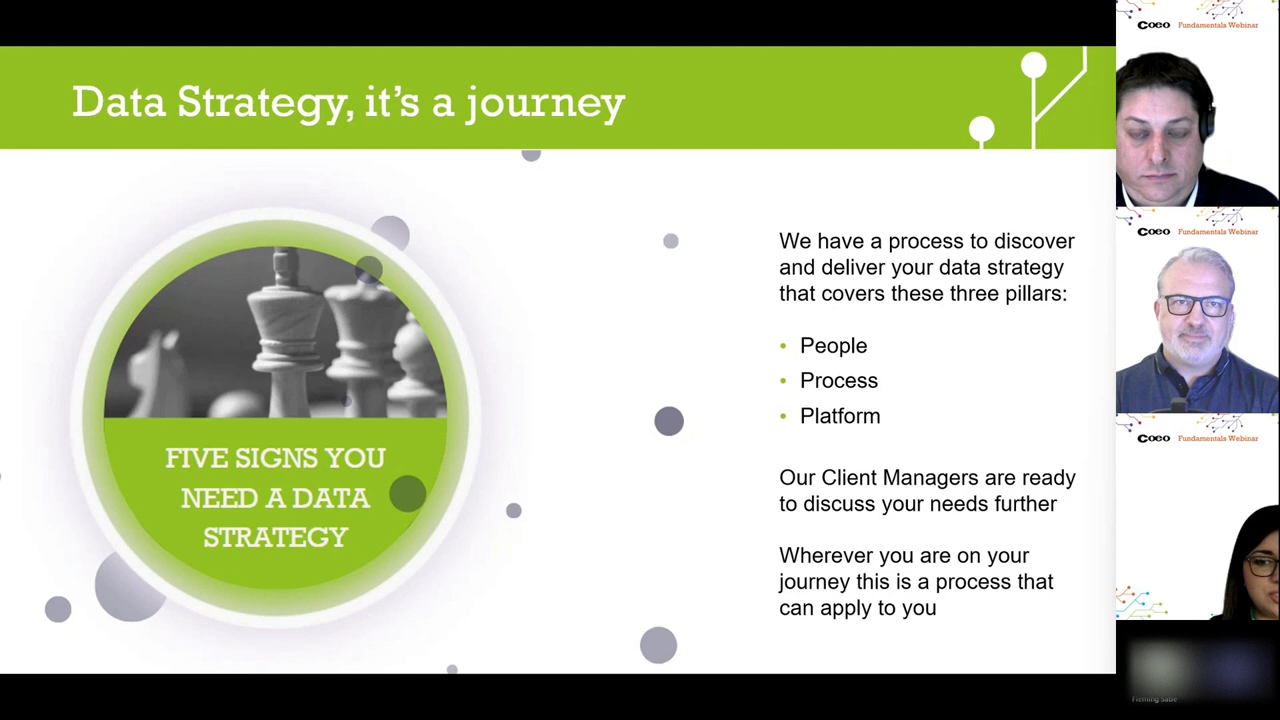 Data Strategy, it's a journey
FIVE SIGNS YOU
NEED A DATA
STRATEGY
We have a process to discover
and deliver your data strategy
that covers these three pillars:
• People
• Process
• Platform
Our Client Managers are ready
to discuss your needs further
Wherever you are on your
journey this is a process that
can apply to you
coeo Fundamentals Webinar
coeo Fundamentals Webinar
coeo Fundamentals Webinar